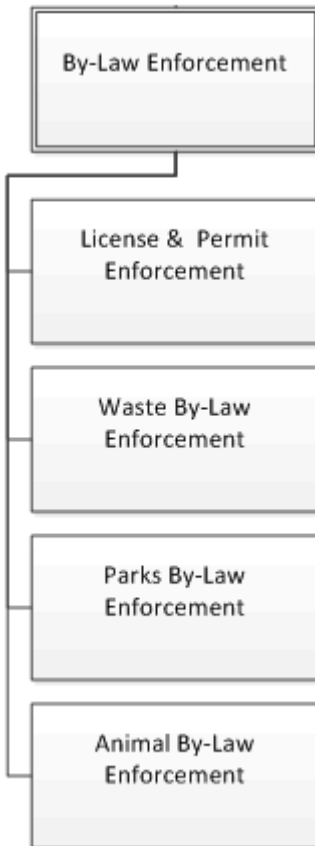 By-Law Enforcement
License & Permit
Enforcement
Waste By-Law
Enforcement
Parks By-Law
Enforcement
Animal By-Law
Enforcement